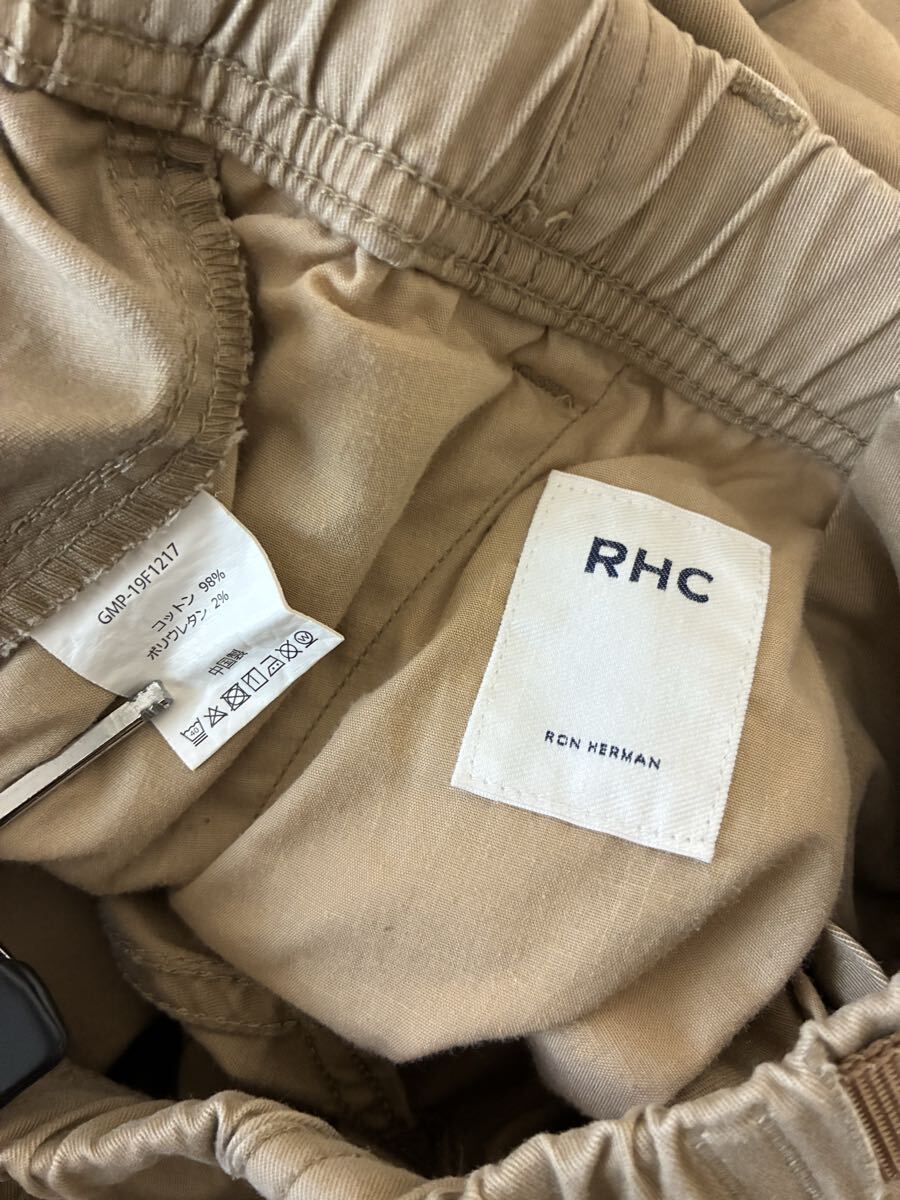 GMP-19F1217
コットン 98%
ポリウレタン 2%
中国製
40
W
RHC
RON HERMAN